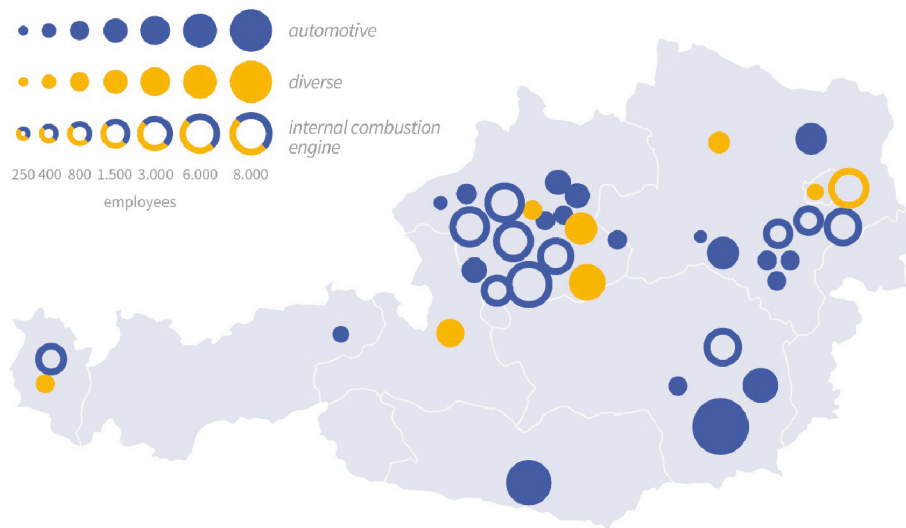 automotive
diverse
internal combustion
engine
250 400 800 1.500 3.000 6.000 8.000
employees